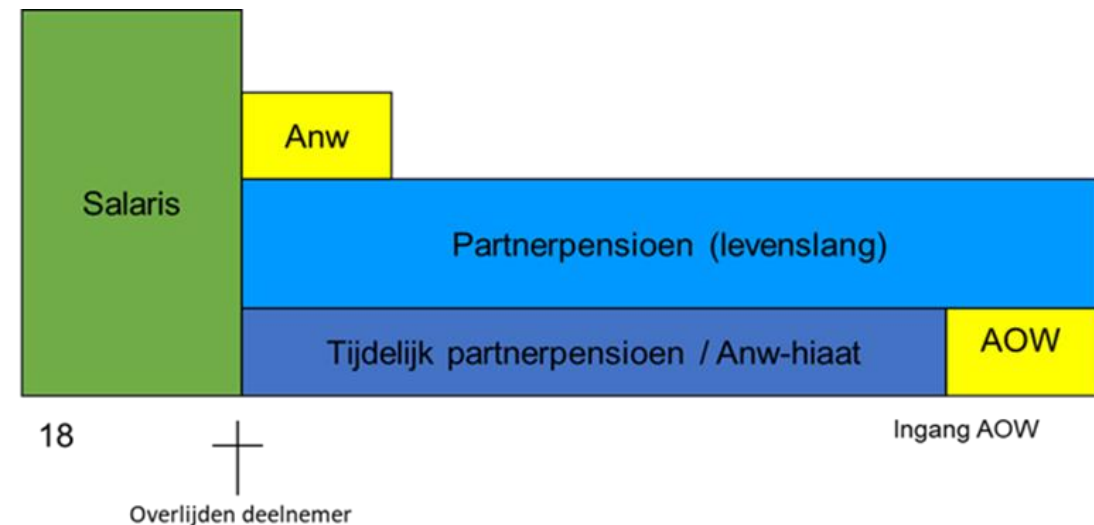 Anw
Salaris
Partnerpensioen (levenslang)
Tijdelijk partnerpensioen / Anw-hiaat
AOW
18
Ingang AOW
Overlijden deelnemer